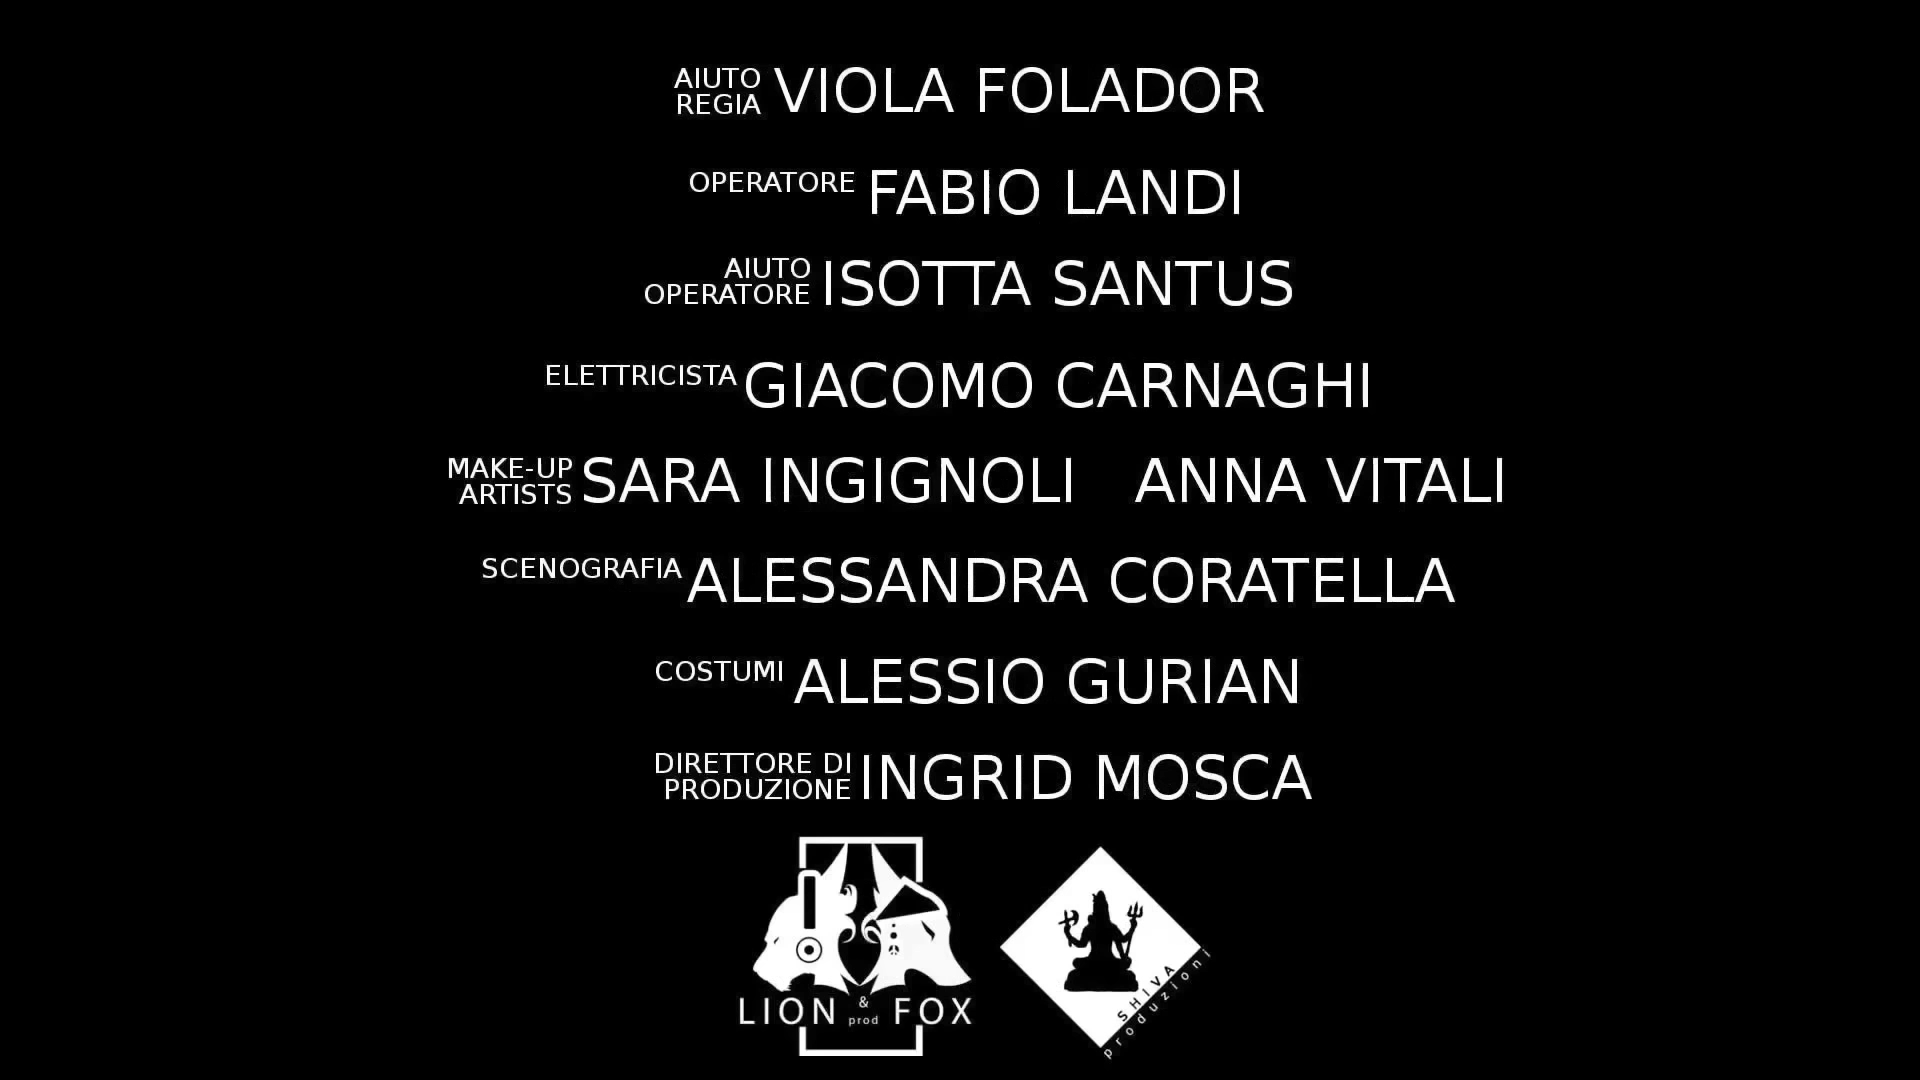 AIUTO REGIA VIOLA FOLADOR
OPERATORE FABIO LANDI
AIUTO OPERATORE ISOTTA SANTUS
ELETTRICISTA GIACOMO CARNAGHI
MAKE-UP ARTISTS SARA INGIGNOLI ANNA VITALI
SCENOGRAFIA ALESSANDRA CORATELLA
COSTUMI ALESSIO GURIAN
DIRETTORE DI PRODUZIONE INGRID MOSCA
LION & prod FOX
SHIVA
produzioni